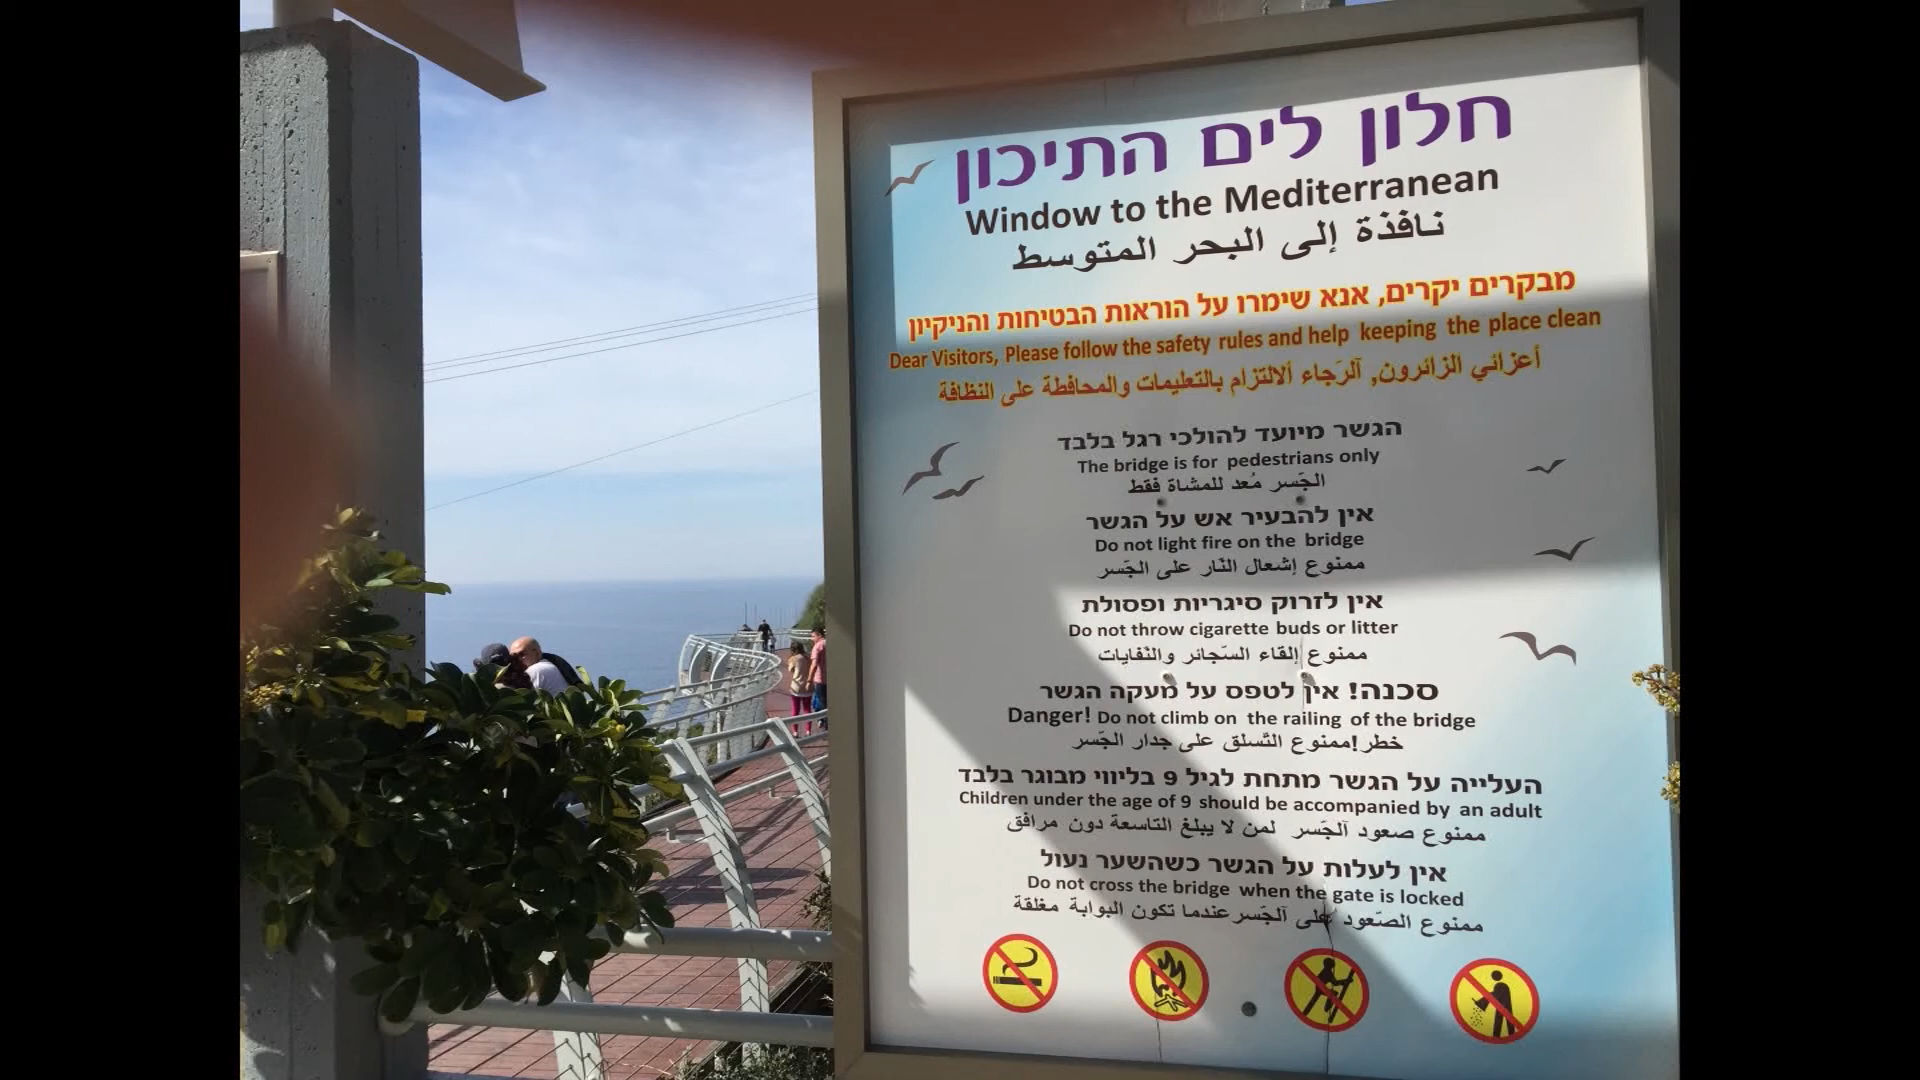 חלון לים התיכון
Window to the Mediterranean
نافذة إلى البحر المتوسط
מבקרים יקרים, אנא שימרו על הוראות הבטיחות והניקיון
Dear Visitors, Please follow the safety rules and help keeping the place clean
أعزائي الزائرون, آلرَجاء ألالتزام بالتعليمات والمحافطة على النظافة
הגשר מיועד להולכי רגל בלבד
The bridge is for pedestrians only
الجَسر مُعد للمشاة فقط
אין להבעיר אש על הגשר
Do not light fire on the bridge
ممنوع إشعال النّار على الجّسر
אין לזרוק סיגריות ופסולת
Do not throw cigarette buds or litter
ممنوع إلقاء السّجائر والنّفايات
סכנה! אין לטפס על מעקה הגשר
Danger! Do not climb on the railing of the bridge
خطر!ممنوع التّسلق على جدار الجّسر
העלייה על הגשר מתחת לגיל 9 בליווי מבוגר בלבד
Children under the age of 9 should be accompanied by an adult
ممنوع صعود آلجَسر لمن لا يبلغ التاسعة دون مرافق
אין לעלות על הגשר כשהשער נעול
Do not cross the bridge when the gate is locked
ممنوع الصّعود على آلجّسرعندما تكون البوابة مغلقة